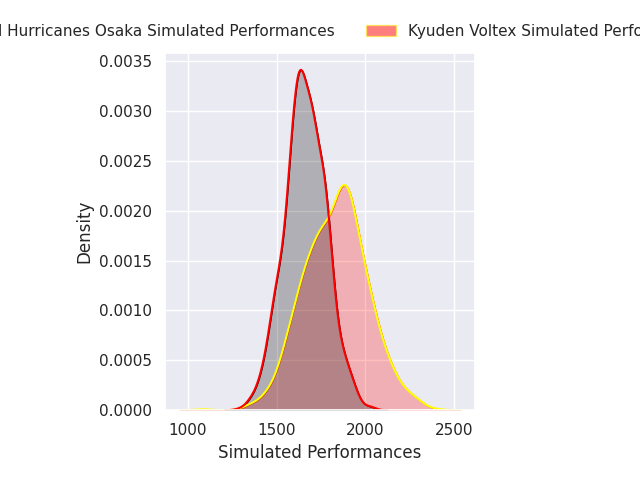 Hurricanes Osaka Simulated Performances
Kyuden Voltex Simulated
0.0035
0.0030
0.0025
0.0020
0.0015
0.0010
0.0005
0.0000
Density
1000 1500 2000 2500
Simulated Performances